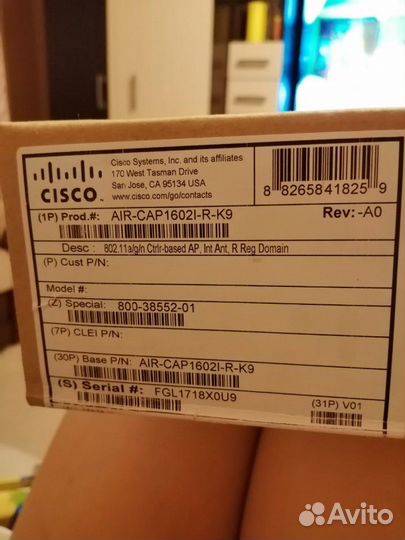 Cisco Systems, Inc. and its affiliates
170 West Tasman Drive
San Jose, CA 95134 USA
www.cisco.com/go/contacts
CISCO
8 82658 41825 9
(1P) Prod.#: AIR-CAP1602I-R-K9
Rev: -A0
Desc : 802.11a/g/n Ctrlr-based AP, Int Ant, R Reg Domain
(P) Cust P/N:
Model #:
(Z) Special: 800-38552-01
(7P) CLEI P/N:
(30P) Base P/N: AIR-CAP1602I-R-K9
(S) Serial #: FGL1718X0U9
(31P) V01
Avito